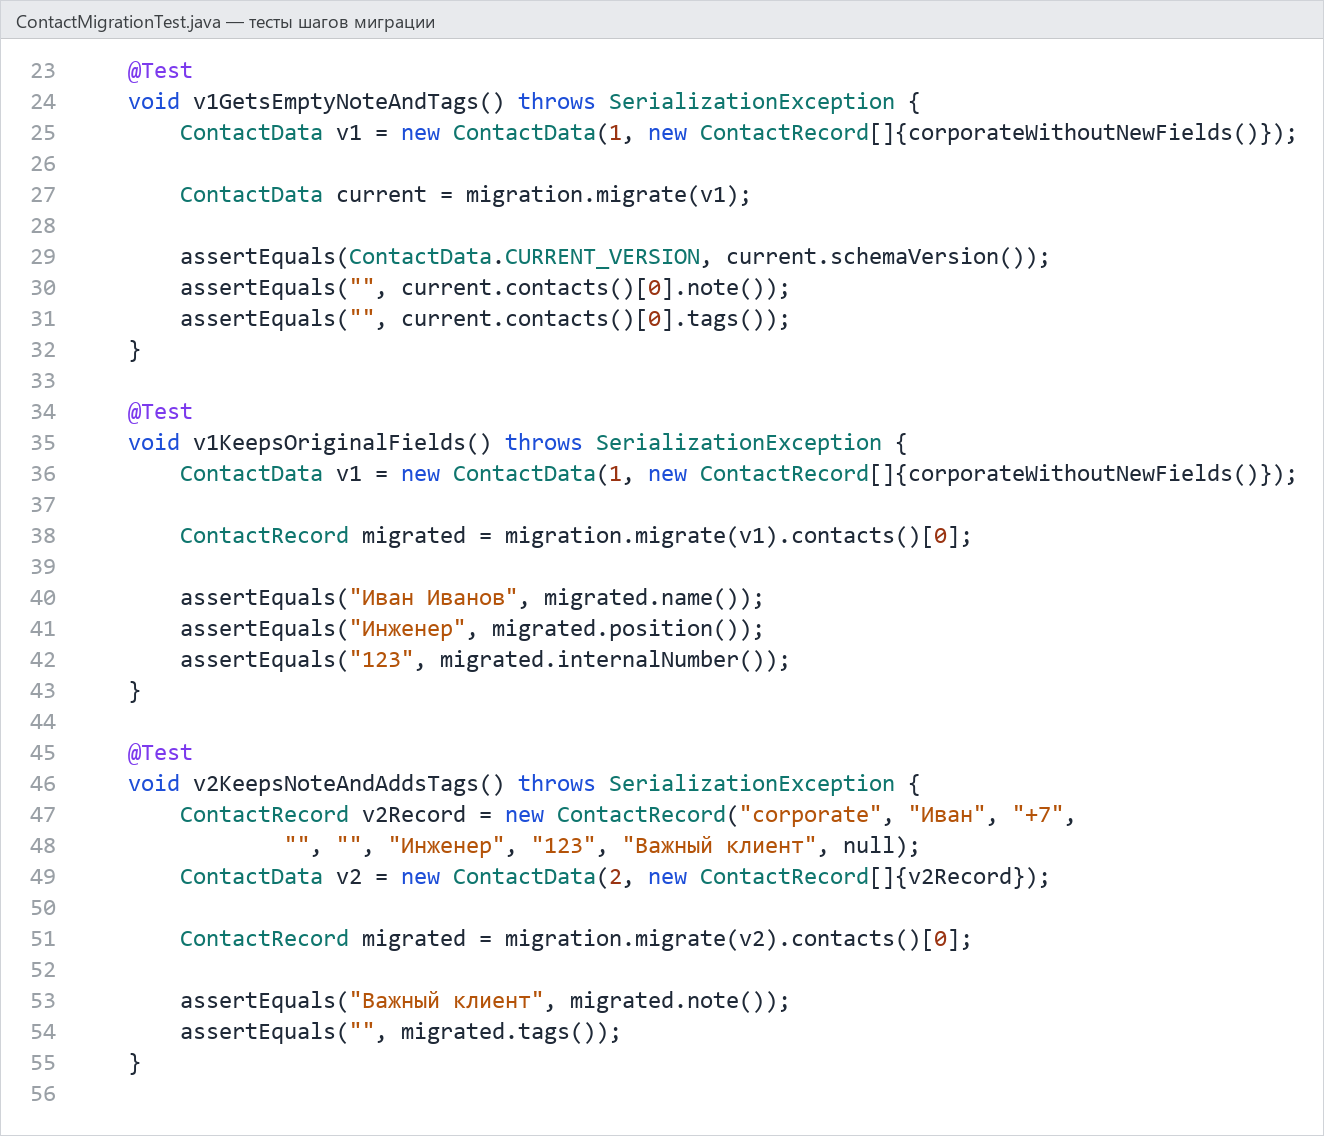 ContactMigrationTest.java — тесты шагов миграции
23 @Test
24 void v1GetsEmptyNoteAndTags() throws SerializationException {
25 ContactData v1 = new ContactData(1, new ContactRecord[]{corporateWithoutNewFields()});
26
27 ContactData current = migration.migrate(v1);
28
29 assertEquals(ContactData.CURRENT_VERSION, current.schemaVersion());
30 assertEquals("", current.contacts()[0].note());
31 assertEquals("", current.contacts()[0].tags());
32 }
33
34 @Test
35 void v1KeepsOriginalFields() throws SerializationException {
36 ContactData v1 = new ContactData(1, new ContactRecord[]{corporateWithoutNewFields()});
37
38 ContactRecord migrated = migration.migrate(v1).contacts()[0];
39
40 assertEquals("Иван Иванов", migrated.name());
41 assertEquals("Инженер", migrated.position());
42 assertEquals("123", migrated.internalNumber());
43 }
44
45 @Test
46 void v2KeepsNoteAndAddsTags() throws SerializationException {
47 ContactRecord v2Record = new ContactRecord("corporate", "Иван", "+7",
48 "", "", "Инженер", "123", "Важный клиент", null);
49 ContactData v2 = new ContactData(2, new ContactRecord[]{v2Record});
50
51 ContactRecord migrated = migration.migrate(v2).contacts()[0];
52
53 assertEquals("Важный клиент", migrated.note());
54 assertEquals("", migrated.tags());
55 }
56